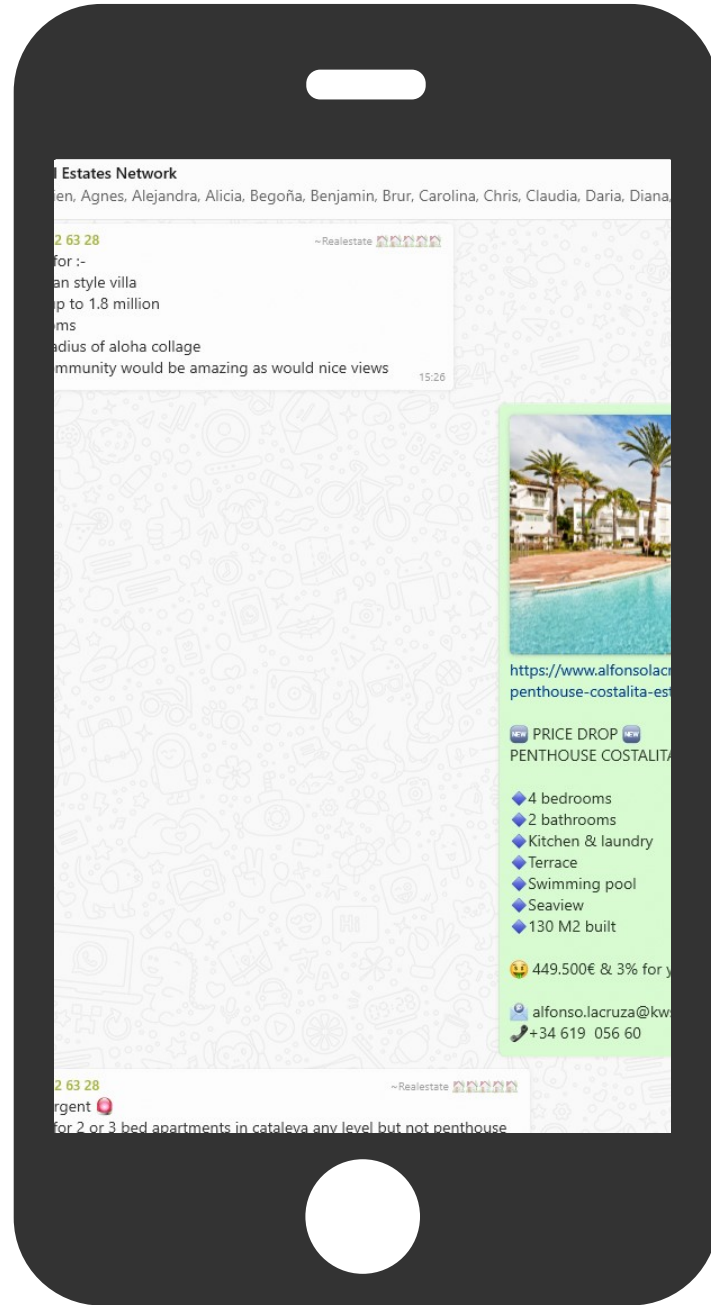 l Estates Network
ien, Agnes, Alejandra, Alicia, Begoña, Benjamin, Brur, Carolina, Chris, Claudia, Daria, Diana,
2 63 28 ~Realestate 🏠🏠🏠🏠🏠
for :-
an style villa
up to 1.8 million
oms
adius of aloha collage
mmunity would be amazing as would nice views
15:26
https://www.alfonsolacr
penthouse-costalita-est
🆕 PRICE DROP 🆕
PENTHOUSE COSTALITA
🔷4 bedrooms
🔷2 bathrooms
🔷Kitchen & laundry
🔷Terrace
🔷Swimming pool
🔷Seaview
🔷130 M2 built
🤑 449.500€ & 3% for y
📧 alfonso.lacruza@kws
📞+34 619 056 60
2 63 28 ~Realestate 🏠🏠🏠🏠🏠
rgent 🚨
for 2 or 3 bed apartments in cataleya any level but not penthouse